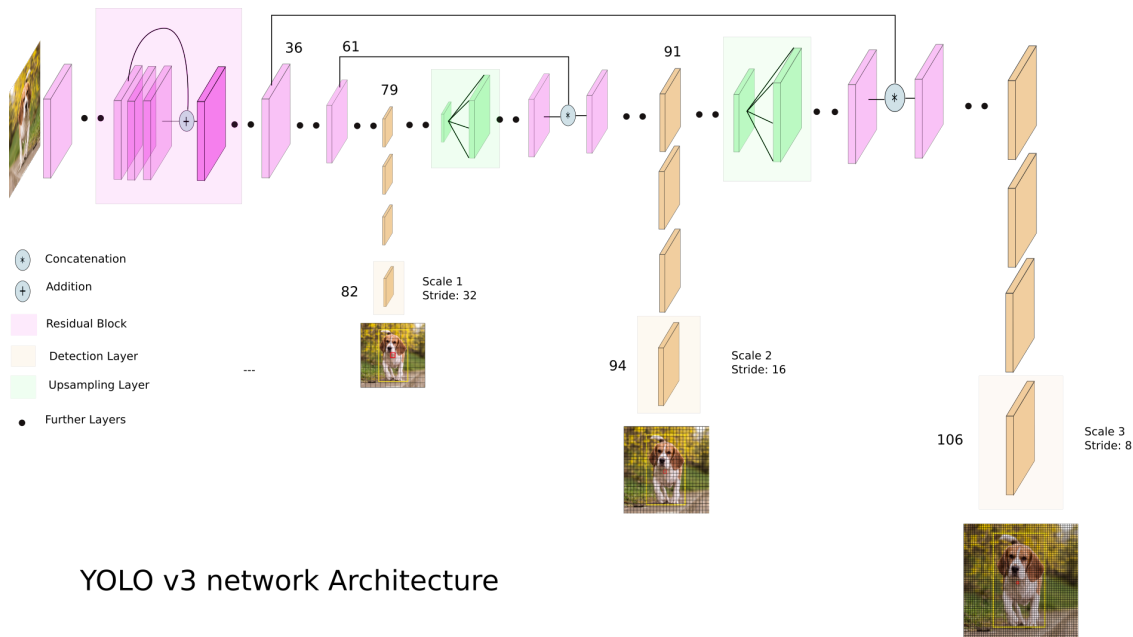 36
61
91
79
*
*
+
*
Concatenation
+
Addition
Scale 1
Stride: 32
82
Residual Block
Detection Layer
---
Scale 2
Stride: 16
94
Upsampling Layer
Further Layers
106
Scale 3
Stride: 8
YOLO v3 network Architecture